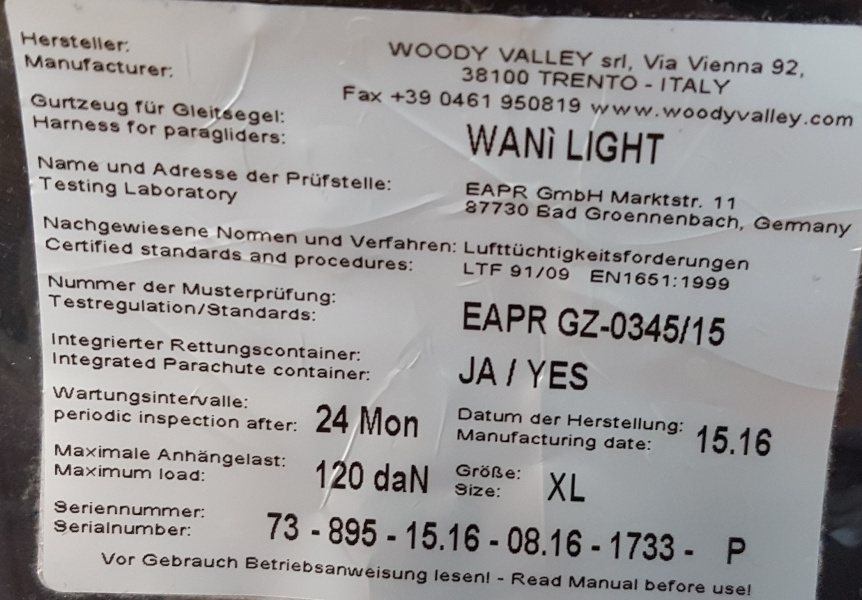 Hersteller:
Manufacturer:
WOODY VALLEY srl, Via Vienna 92,
38100 TRENTO - ITALY
Fax +39 0461 950819 www.woodyvalley.com
Gurtzeug für Gleitsegel:
Harness for paragliders:
WANì LIGHT
Name und Adresse der Prüfstelle:
Testing Laboratory
EAPR GmbH Marktstr. 11
87730 Bad Groennenbach, Germany
Nachgewiesene Normen und Verfahren: Lufttüchtigkeitsforderungen
Certified standards and procedures: LTF 91/09 EN1651:1999
Nummer der Musterprüfung:
Testregulation/Standards:
EAPR GZ-0345/15
Integrierter Rettungscontainer:
Integrated Parachute container:
JA / YES
Wartungsintervalle:
periodic inspection after: 24 Mon
Datum der Herstellung:
Manufacturing date: 15.16
Maximale Anhängelast:
Maximum load: 120 daN
Größe:
Size: XL
Seriennummer:
Serialnumber: 73 - 895 - 15.16 - 08.16 - 1733 - P
Vor Gebrauch Betriebsanweisung lesen! - Read Manual before use!